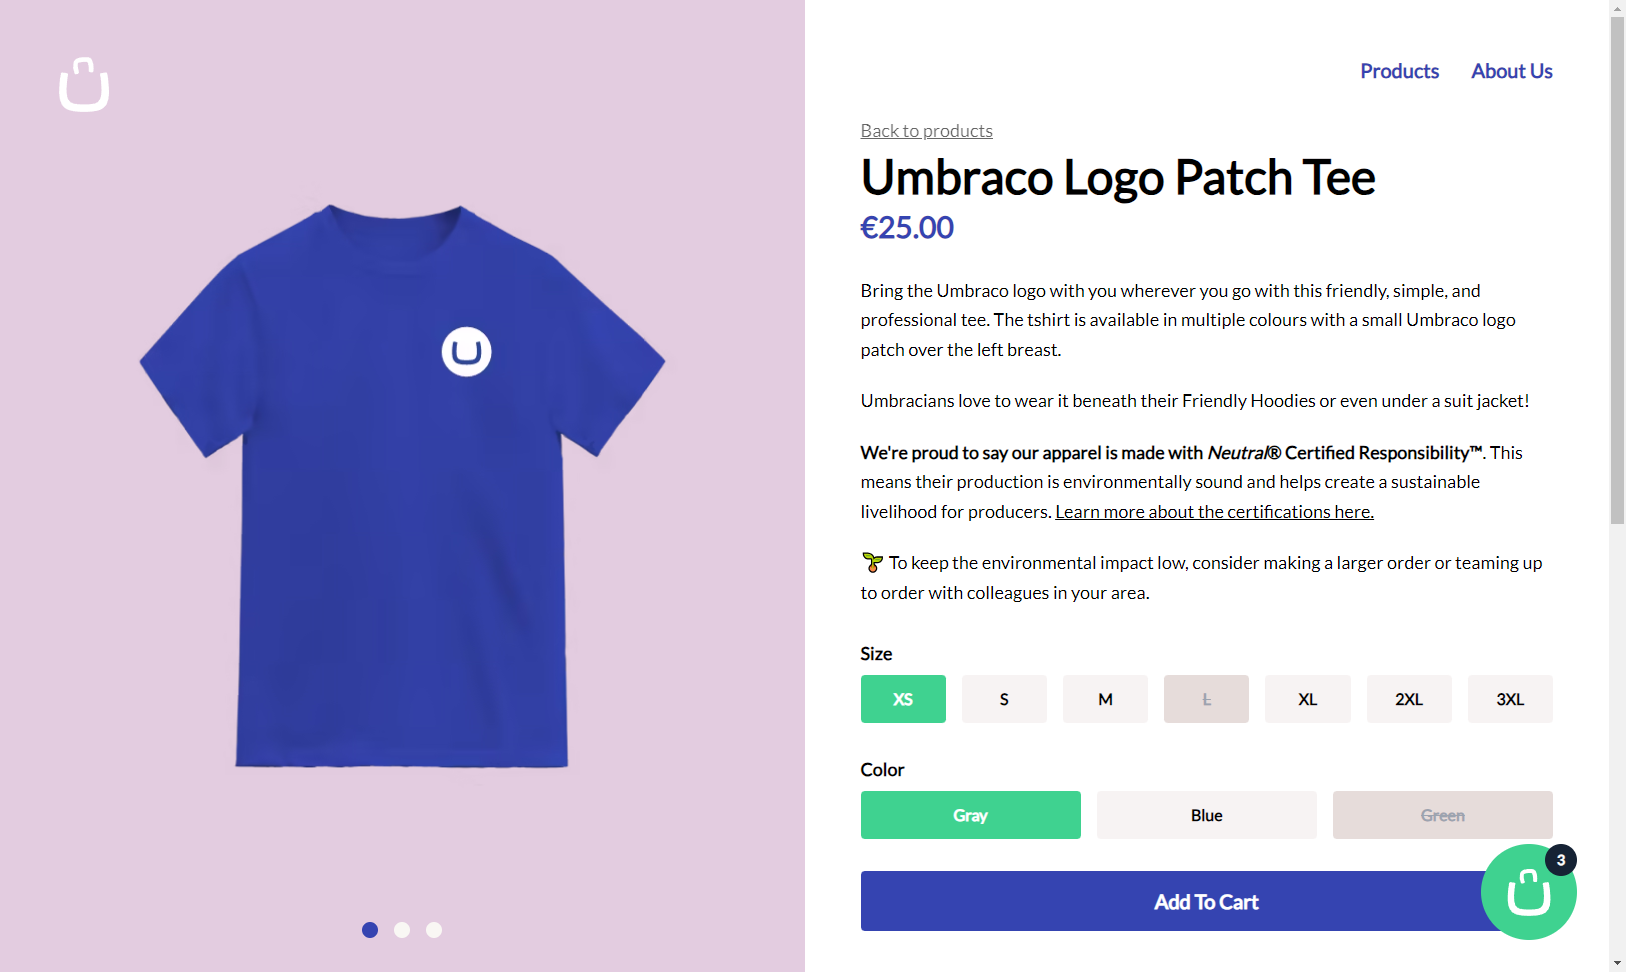 Products About Us
Back to products
Umbraco Logo Patch Tee
€25.00
Bring the Umbraco logo with you wherever you go with this friendly, simple, and
professional tee. The tshirt is available in multiple colours with a small Umbraco logo
patch over the left breast.
Umbracians love to wear it beneath their Friendly Hoodies or even under a suit jacket!
We're proud to say our apparel is made with Neutral® Certified Responsibility™. This
means their production is environmentally sound and helps create a sustainable
livelihood for producers. Learn more about the certifications here.
🌱 To keep the environmental impact low, consider making a larger order or teaming up
to order with colleagues in your area.
Size
XS S M L XL 2XL 3XL
Color
Gray Blue Green
3
Add To Cart